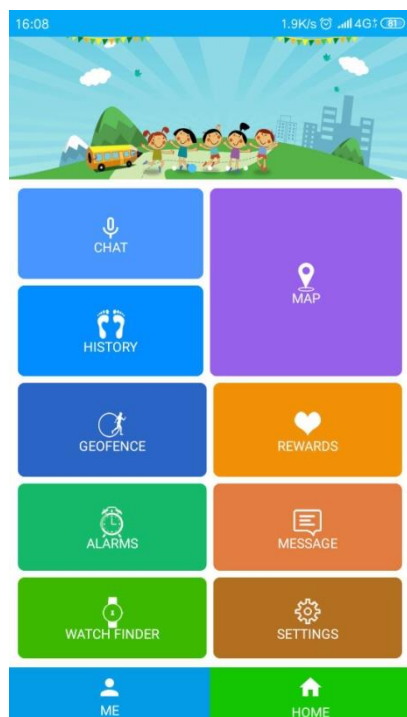 16:08 1.9K/s 4G 81
CHAT
MAP
HISTORY
GEOFENCE
REWARDS
ALARMS
MESSAGE
WATCH FINDER
SETTINGS
ME
HOME